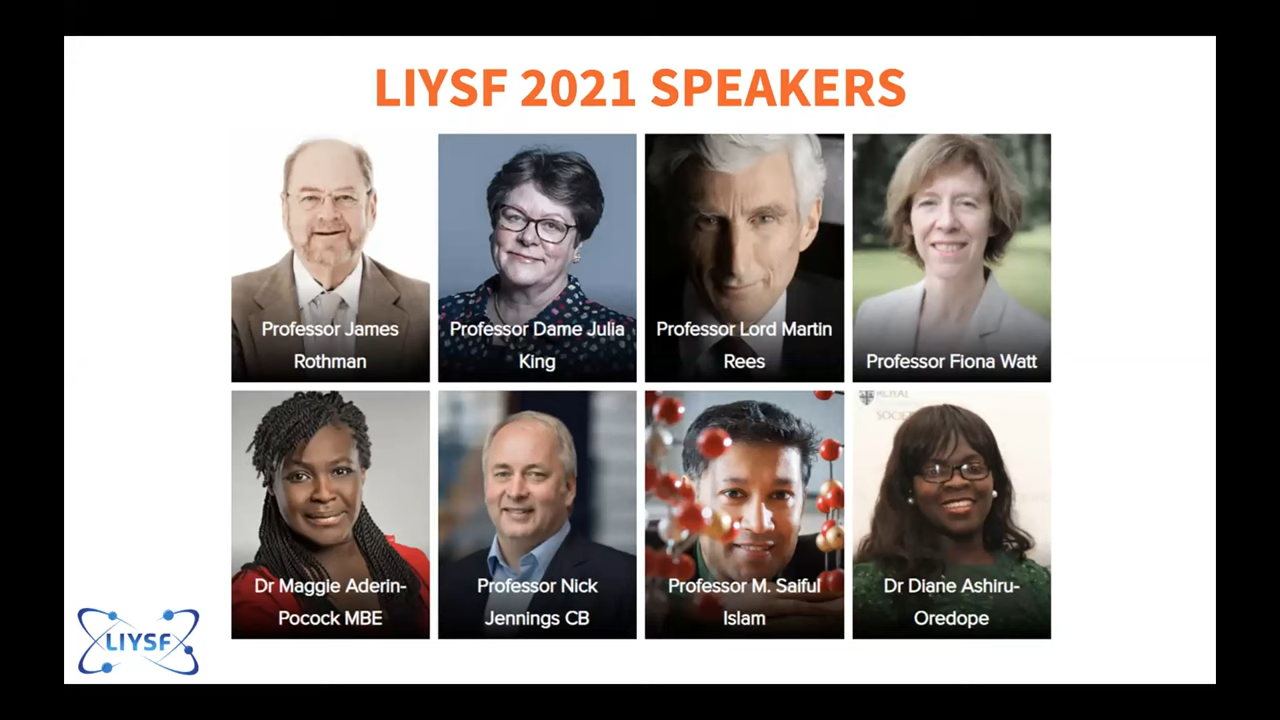 LIYSF 2021 SPEAKERS
Professor James
Rothman
Professor Dame Julia
King
Professor Lord Martin
Rees
Professor Fiona Watt
Dr Maggie Aderin-
Pocock MBE
Professor Nick
Jennings CB
Professor M. Saiful
Islam
ROYAL
Dr Diane Ashiru-
Oredope
LIYSF